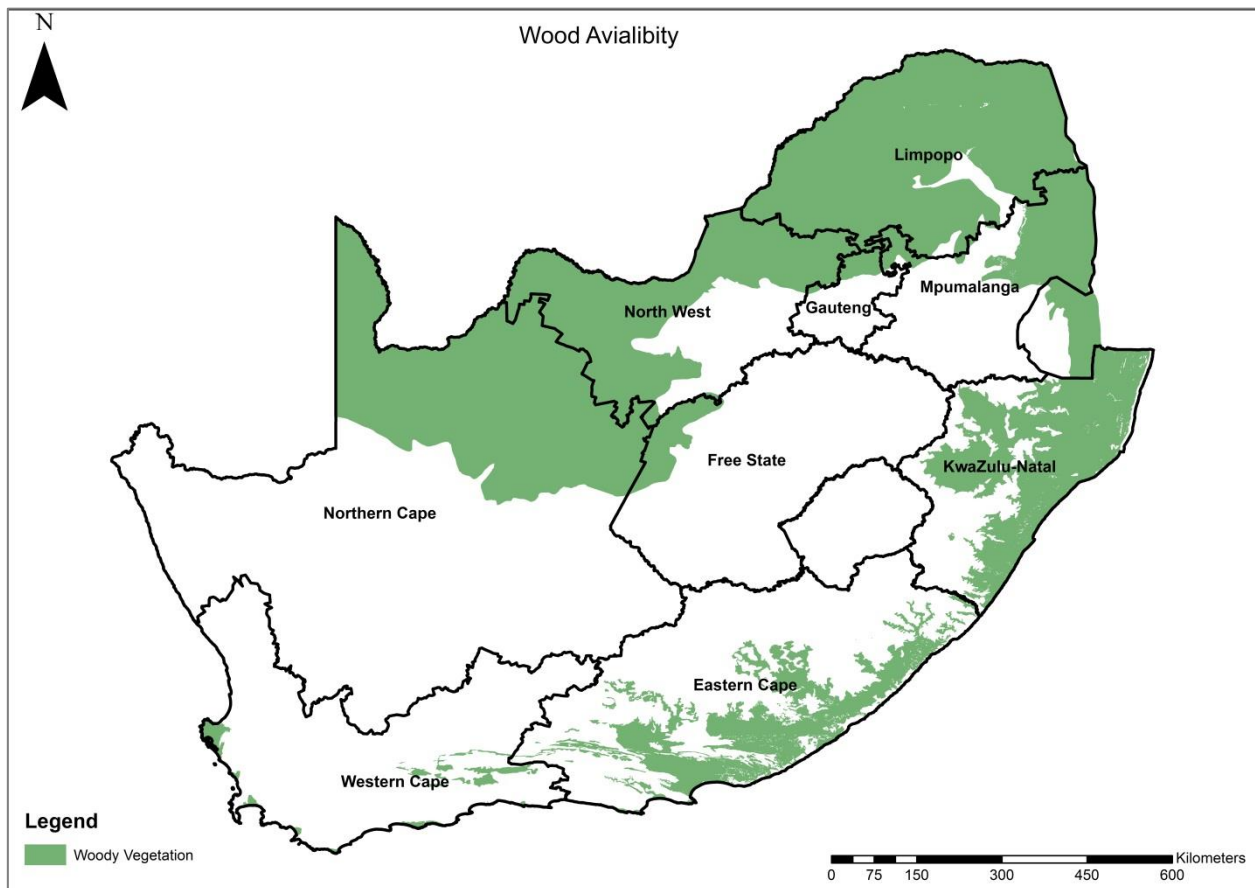 N
Wood Avialibity
Limpopo
Mpumalanga
North West
Gauteng
Free State
KwaZulu-Natal
Northern Cape
Eastern Cape
Western Cape
Legend
Woody Vegetation
Kilometers
0 75 150 300 450 600